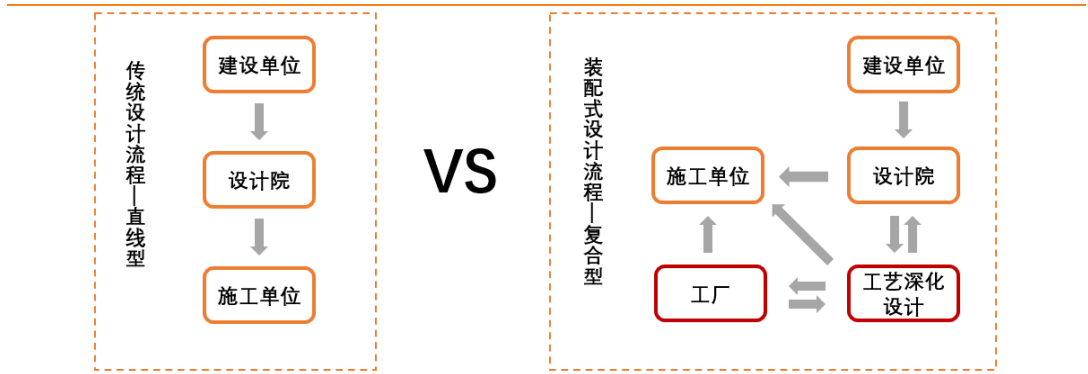 传统设计流程—直线型
建设单位
设计院
施工单位
VS
装配式设计流程—复合型
建设单位
施工单位
设计院
工厂
工艺深化
设计